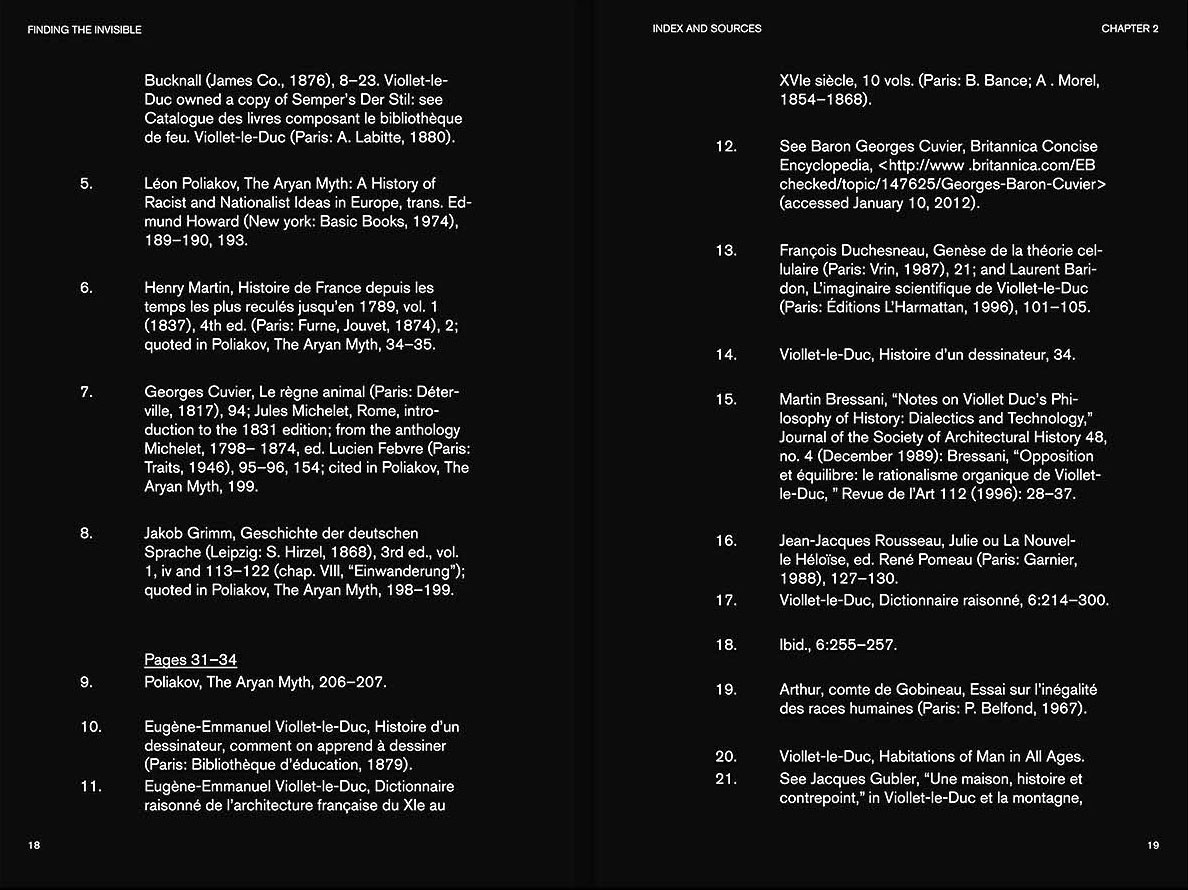 FINDING THE INVISIBLE
Bucknall (James Co., 1876), 8–23. Viollet-le-
Duc owned a copy of Semper's Der Stil: see
Catalogue des livres composant le bibliothèque
de feu. Viollet-le-Duc (Paris: A. Labitte, 1880).
5. Léon Poliakov, The Aryan Myth: A History of
Racist and Nationalist Ideas in Europe, trans. Ed-
mund Howard (New york: Basic Books, 1974),
189–190, 193.
6. Henry Martin, Histoire de France depuis les
temps les plus reculés jusqu'en 1789, vol. 1
(1837), 4th ed. (Paris: Furne, Jouvet, 1874), 2;
quoted in Poliakov, The Aryan Myth, 34–35.
7. Georges Cuvier, Le règne animal (Paris: Déter-
ville, 1817), 94; Jules Michelet, Rome, intro-
duction to the 1831 edition; from the anthology
Michelet, 1798– 1874, ed. Lucien Febvre (Paris:
Traits, 1946), 95–96, 154; cited in Poliakov, The
Aryan Myth, 199.
8. Jakob Grimm, Geschichte der deutschen
Sprache (Leipzig: S. Hirzel, 1868), 3rd ed., vol.
1, iv and 113–122 (chap. VIII, “Einwanderung”);
quoted in Poliakov, The Aryan Myth, 198–199.
Pages 31–34
9. Poliakov, The Aryan Myth, 206–207.
10. Eugène-Emmanuel Viollet-le-Duc, Histoire d'un
dessinateur, comment on apprend à dessiner
(Paris: Bibliothèque d'éducation, 1879).
11. Eugène-Emmanuel Viollet-le-Duc, Dictionnaire
raisonné de l'architecture française du XIe au
18
INDEX AND SOURCES
CHAPTER 2
XVIe siècle, 10 vols. (Paris: B. Bance; A . Morel,
1854–1868).
12. See Baron Georges Cuvier, Britannica Concise
Encyclopedia, <http://www .britannica.com/EB
checked/topic/147625/Georges-Baron-Cuvier>
(accessed January 10, 2012).
13. François Duchesneau, Genèse de la théorie cel-
lulaire (Paris: Vrin, 1987), 21; and Laurent Bari-
don, L'imaginaire scientifique de Viollet-le-Duc
(Paris: Éditions L'Harmattan, 1996), 101–105.
14. Viollet-le-Duc, Histoire d'un dessinateur, 34.
15. Martin Bressani, “Notes on Viollet Duc's Phi-
losophy of History: Dialectics and Technology,”
Journal of the Society of Architectural History 48,
no. 4 (December 1989): Bressani, “Opposition
et équilibre: le rationalisme organique de Viollet-
le-Duc, ” Revue de l'Art 112 (1996): 28–37.
16. Jean-Jacques Rousseau, Julie ou La Nouvel-
le Héloïse, ed. René Pomeau (Paris: Garnier,
1988), 127–130.
17. Viollet-le-Duc, Dictionnaire raisonné, 6:214–300.
18. Ibid., 6:255–257.
19. Arthur, comte de Gobineau, Essai sur l'inégalité
des races humaines (Paris: P. Belfond, 1967).
20. Viollet-le-Duc, Habitations of Man in All Ages.
21. See Jacques Gubler, “Une maison, histoire et
contrepoint,” in Viollet-le-Duc et la montagne,
19